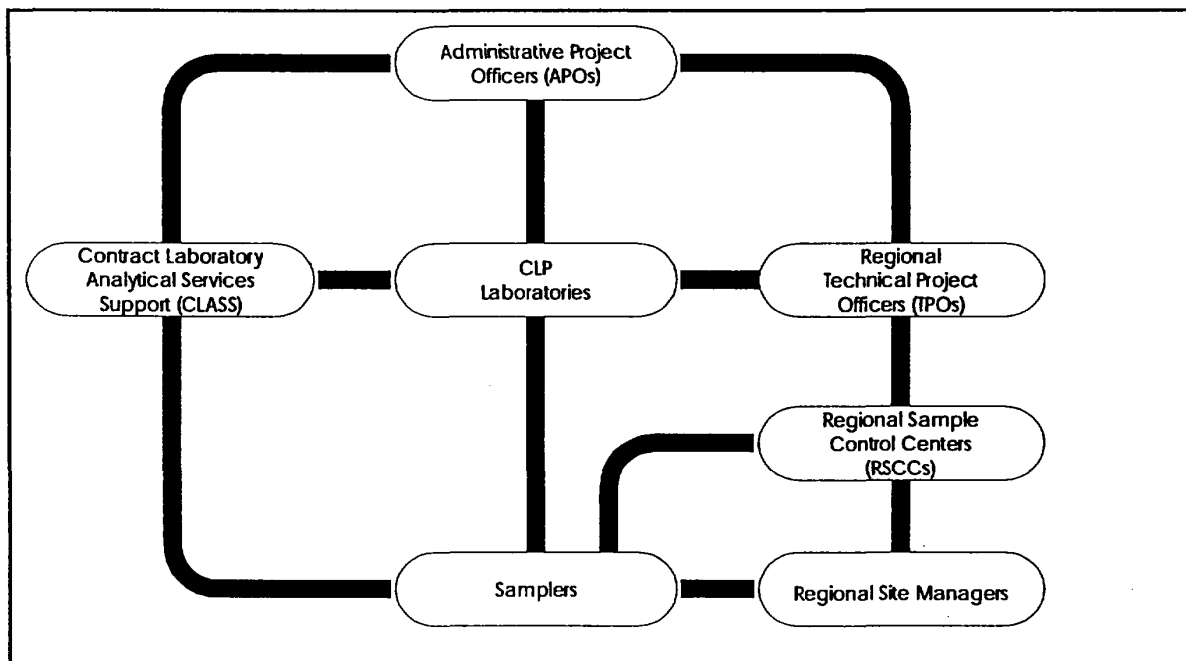 Administrative Project
Officers (APOs)
Contract Laboratory
Analytical Services
Support (CLASS)
CLP
Laboratories
Regional
Technical Project
Officers (TPOs)
Regional Sample
Control Centers
(RSCCs)
Samplers
Regional Site Managers